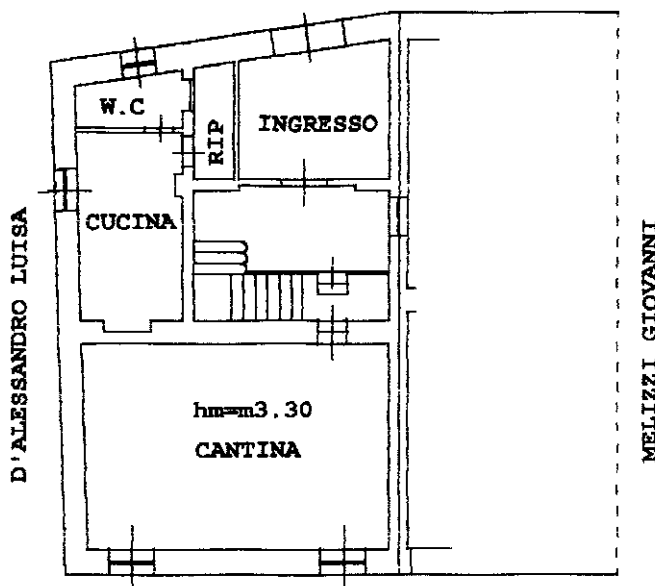 W.C
RIP
INGRESSO
CUCINA
D'ALESSANDRO LUISA
MELIZZI GIOVANNI
hm=m3.30
CANTINA